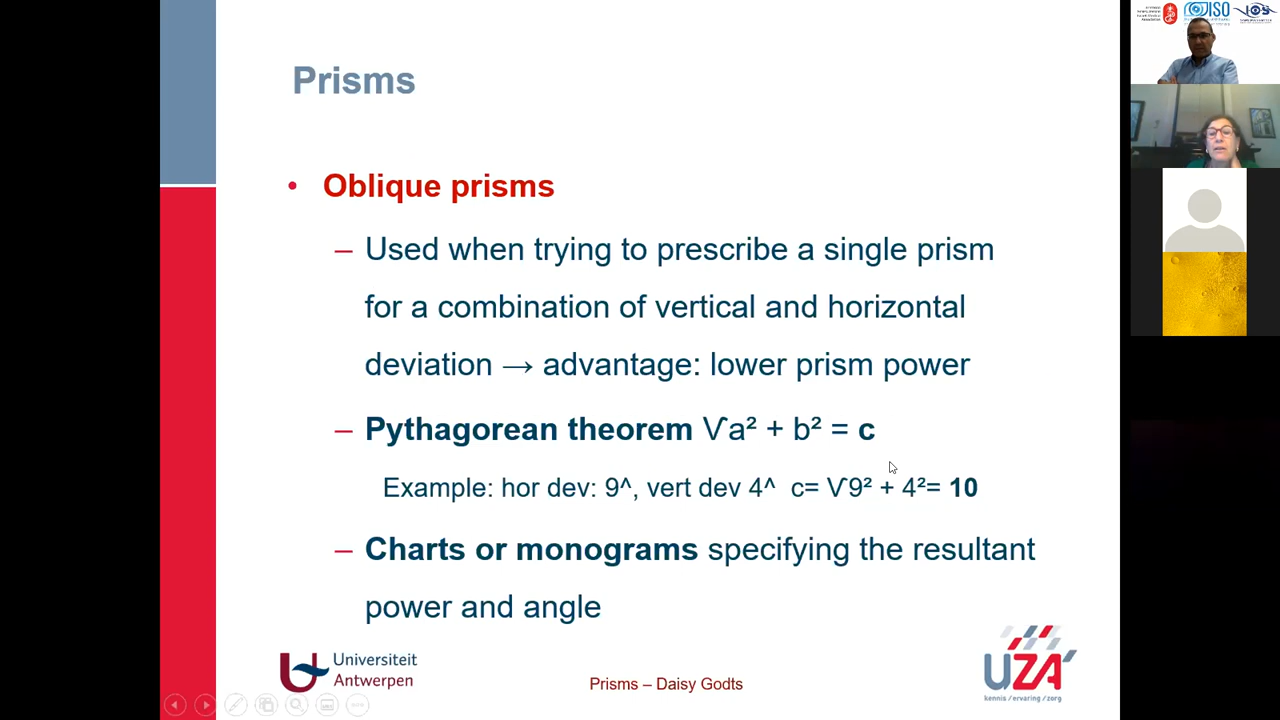 Prisms
• Oblique prisms
– Used when trying to prescribe a single prism
for a combination of vertical and horizontal
deviation → advantage: lower prism power
– Pythagorean theorem √a² + b² = c
Example: hor dev: 9^, vert dev 4^ c= √9² + 4²= 10
– Charts or monograms specifying the resultant
power and angle
Universiteit
Antwerpen
Prisms – Daisy Godts
UZA
kennis / ervaring / zorg
ISO